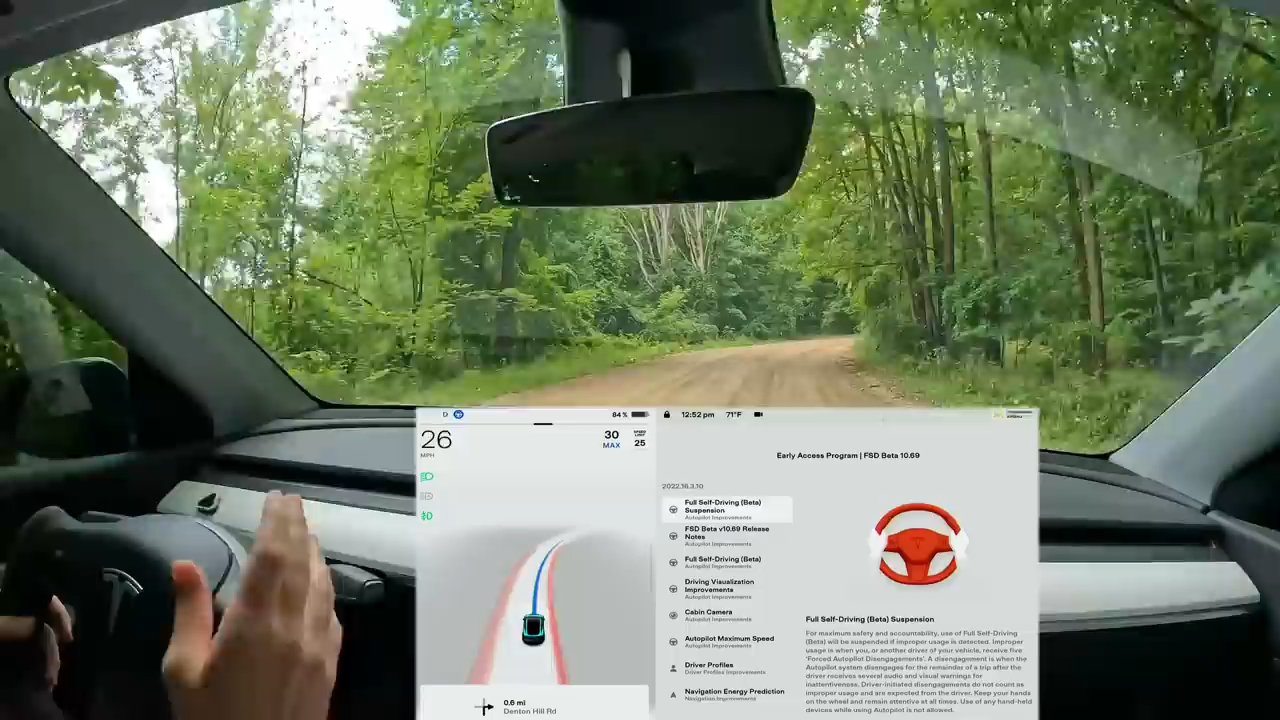 D
84 %
12:52 pm
71°F
26
MPH
30
MAX
SPEED
LIMIT
25
Early Access Program | FSD Beta 10.69
2022.16.3.10
Full Self-Driving (Beta)
Suspension
Autopilot Improvements
FSD Beta v10.69 Release
Notes
Autopilot Improvements
Full Self-Driving (Beta)
Autopilot Improvements
Driving Visualization
Improvements
Autopilot Improvements
Cabin Camera
Autopilot Improvements
Autopilot Maximum Speed
Autopilot Improvements
Driver Profiles
Driver Profiles Improvements
Navigation Energy Prediction
Navigation Improvements
Full Self-Driving (Beta) Suspension
For maximum safety and accountability, use of Full Self-Driving
(Beta) will be suspended if improper usage is detected. Improper
usage is when you, or another driver of your vehicle, receive five
'Forced Autopilot Disengagements'. A disengagement is when the
Autopilot system disengages for the remainder of a trip after the
driver receives several audio and visual warnings for
inattentiveness. Driver-initiated disengagements do not count as
improper usage and are expected from the driver. Keep your hands
on the wheel and remain attentive at all times. Use of any hand-held
devices while using Autopilot is not allowed.
0.6 mi
Denton Hill Rd